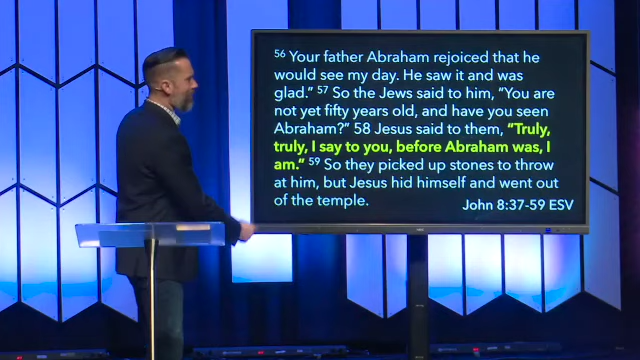 56 Your father Abraham rejoiced that he
would see my day. He saw it and was
glad.” 57 So the Jews said to him, “You are
not yet fifty years old, and have you seen
Abraham?” 58 Jesus said to them, “Truly,
truly, I say to you, before Abraham was, I
am.” 59 So they picked up stones to throw
at him, but Jesus hid himself and went out
of the temple.
John 8:37-59 ESV